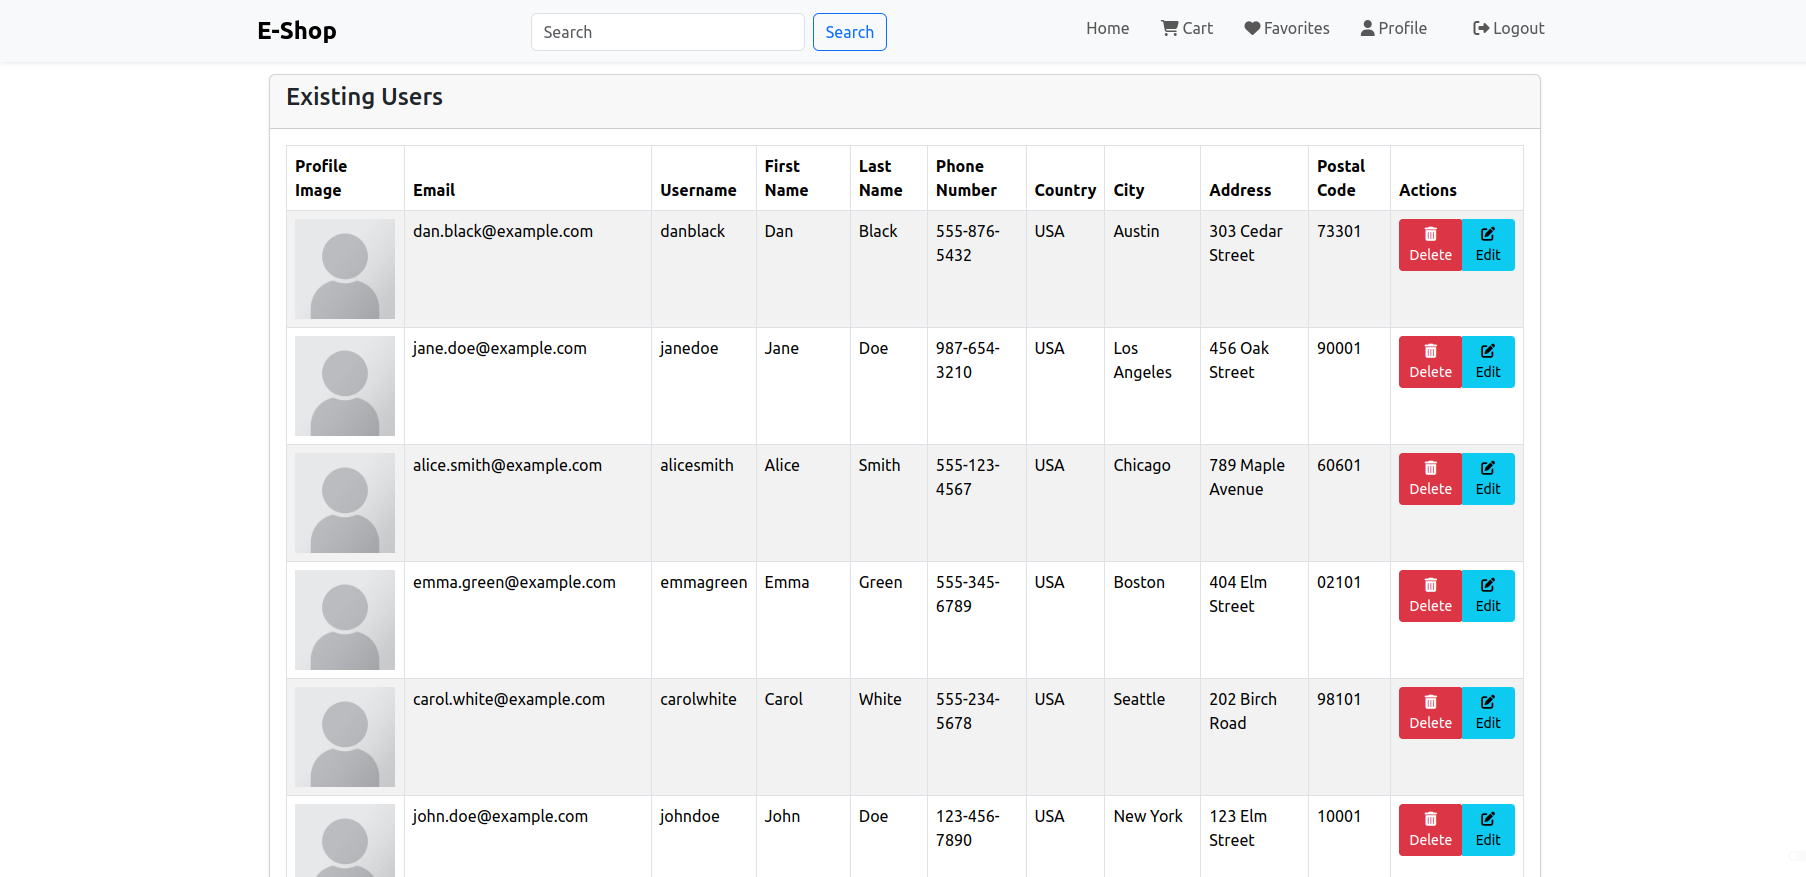 E-Shop
Search
Search
Home
Cart
Favorites
Profile
Logout
Existing Users
Profile Image
Email
Username
First Name
Last Name
Phone Number
Country
City
Address
Postal Code
Actions
dan.black@example.com
danblack
Dan
Black
555-876-
5432
USA
Austin
303 Cedar
Street
73301
Delete
Edit
jane.doe@example.com
janedoe
Jane
Doe
987-654-
3210
USA
Los
Angeles
456 Oak
Street
90001
Delete
Edit
alice.smith@example.com
alicesmith
Alice
Smith
555-123-
4567
USA
Chicago
789 Maple
Avenue
60601
Delete
Edit
emma.green@example.com
emmagreen
Emma
Green
555-345-
6789
USA
Boston
404 Elm
Street
02101
Delete
Edit
carol.white@example.com
carolwhite
Carol
White
555-234-
5678
USA
Seattle
202 Birch
Road
98101
Delete
Edit
john.doe@example.com
johndoe
John
Doe
123-456-
7890
USA
New York
123 Elm
Street
10001
Delete
Edit